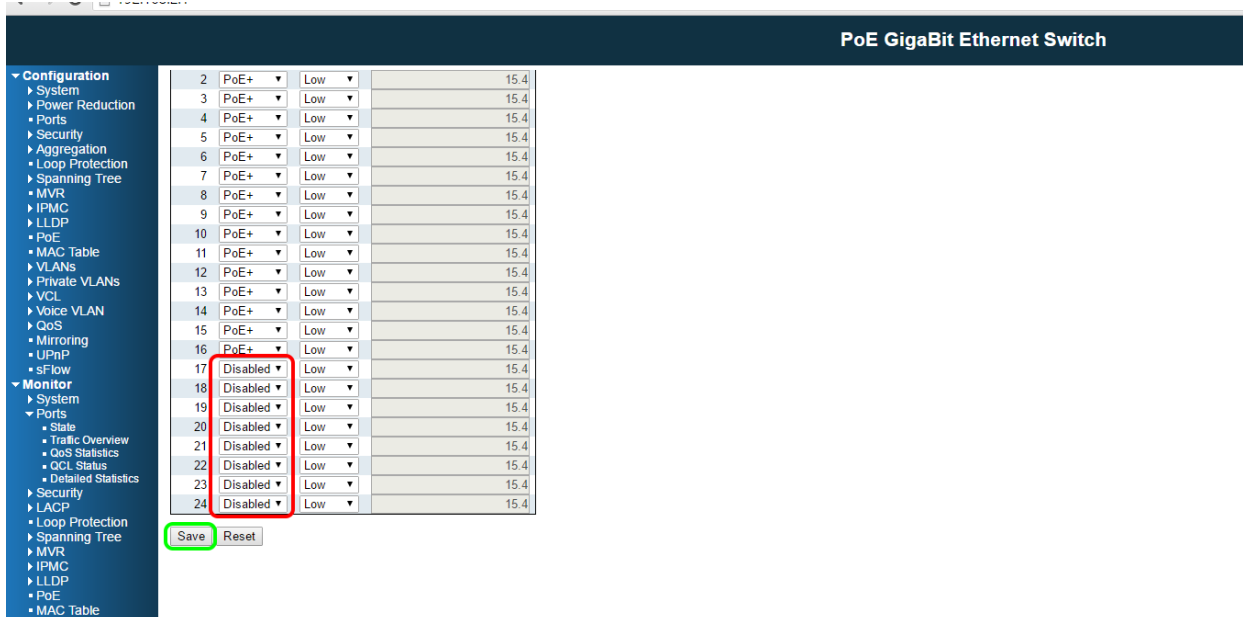 PoE GigaBit Ethernet Switch
Configuration
System
Power Reduction
Ports
Security
Aggregation
Loop Protection
Spanning Tree
MVR
IPMC
LLDP
PoE
MAC Table
VLANs
Private VLANs
VCL
Voice VLAN
QoS
Mirroring
UPnP
sFlow
Monitor
System
Ports
State
Traffic Overview
QoS Statistics
QCL Status
Detailed Statistics
Security
LACP
Loop Protection
Spanning Tree
MVR
IPMC
LLDP
PoE
MAC Table
2 PoE+ Low 15.4
3 PoE+ Low 15.4
4 PoE+ Low 15.4
5 PoE+ Low 15.4
6 PoE+ Low 15.4
7 PoE+ Low 15.4
8 PoE+ Low 15.4
9 PoE+ Low 15.4
10 PoE+ Low 15.4
11 PoE+ Low 15.4
12 PoE+ Low 15.4
13 PoE+ Low 15.4
14 PoE+ Low 15.4
15 PoE+ Low 15.4
16 PoE+ Low 15.4
17 Disabled Low 15.4
18 Disabled Low 15.4
19 Disabled Low 15.4
20 Disabled Low 15.4
21 Disabled Low 15.4
22 Disabled Low 15.4
23 Disabled Low 15.4
24 Disabled Low 15.4
Save Reset